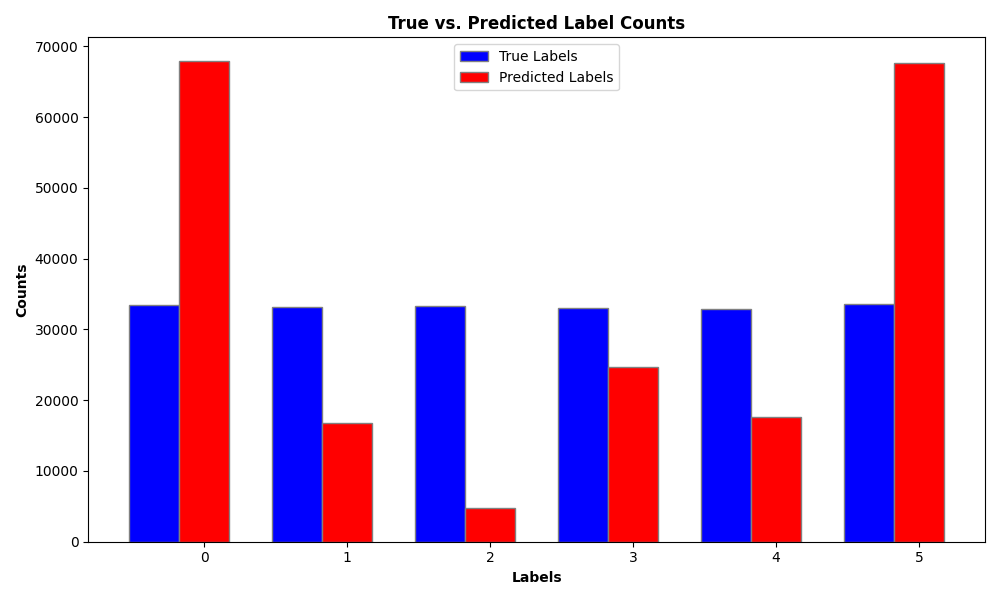 True vs. Predicted Label Counts
True Labels
Predicted Labels
70000
60000
50000
40000
30000
20000
10000
0
Counts
0 1 2 3 4 5
Labels